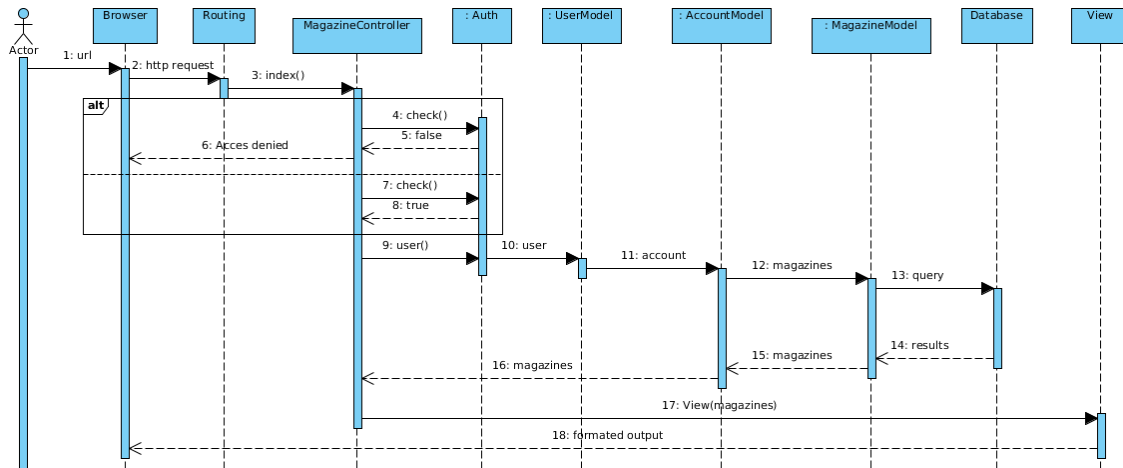 Browser
Routing
MagazineController
: Auth
: UserModel
: AccountModel
: MagazineModel
Database
View
Actor
1: url
2: http request
3: index()
alt
4: check()
5: false
6: Acces denied
7: check()
8: true
9: user()
10: user
11: account
12: magazines
13: query
14: results
15: magazines
16: magazines
17: View(magazines)
18: formated output